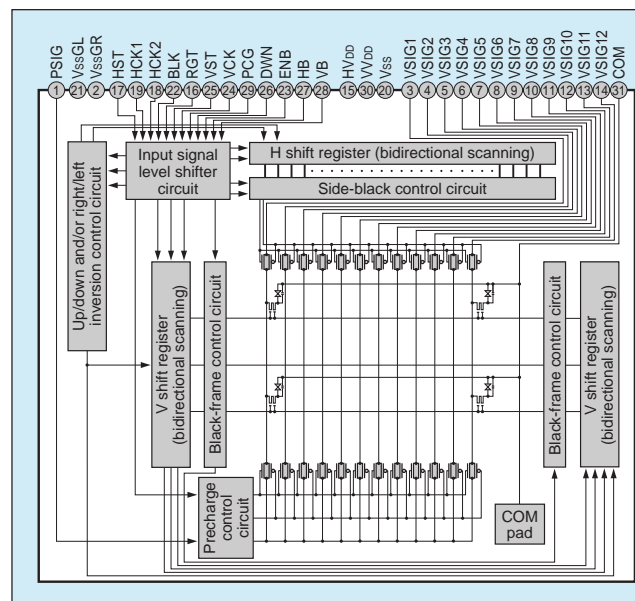 PSIG
VssGL
VssGR
HST
HCK1
HCK2
BLK
RGT
VST
VCK
PCG
DWN
ENB
HB
VB
HVDD
VVDD
Vss
VSIG1
VSIG2
VSIG3
VSIG4
VSIG5
VSIG6
VSIG7
VSIG8
VSIG9
VSIG10
VSIG11
VSIG12
COM
1 21 2 17 19 18 22 16 25 24 29 26 23 27 28 15 30 20 3 4 5 6 7 8 9 10 11 12 13 14 31
Up/down and/or right/left
inversion control circuit
Input signal
level shifter
circuit
H shift register (bidirectional scanning)
Side-black control circuit
V shift register
(bidirectional scanning)
Black-frame control circuit
Black-frame control circuit
V shift register
(bidirectional scanning)
Precharge
control
circuit
COM
pad